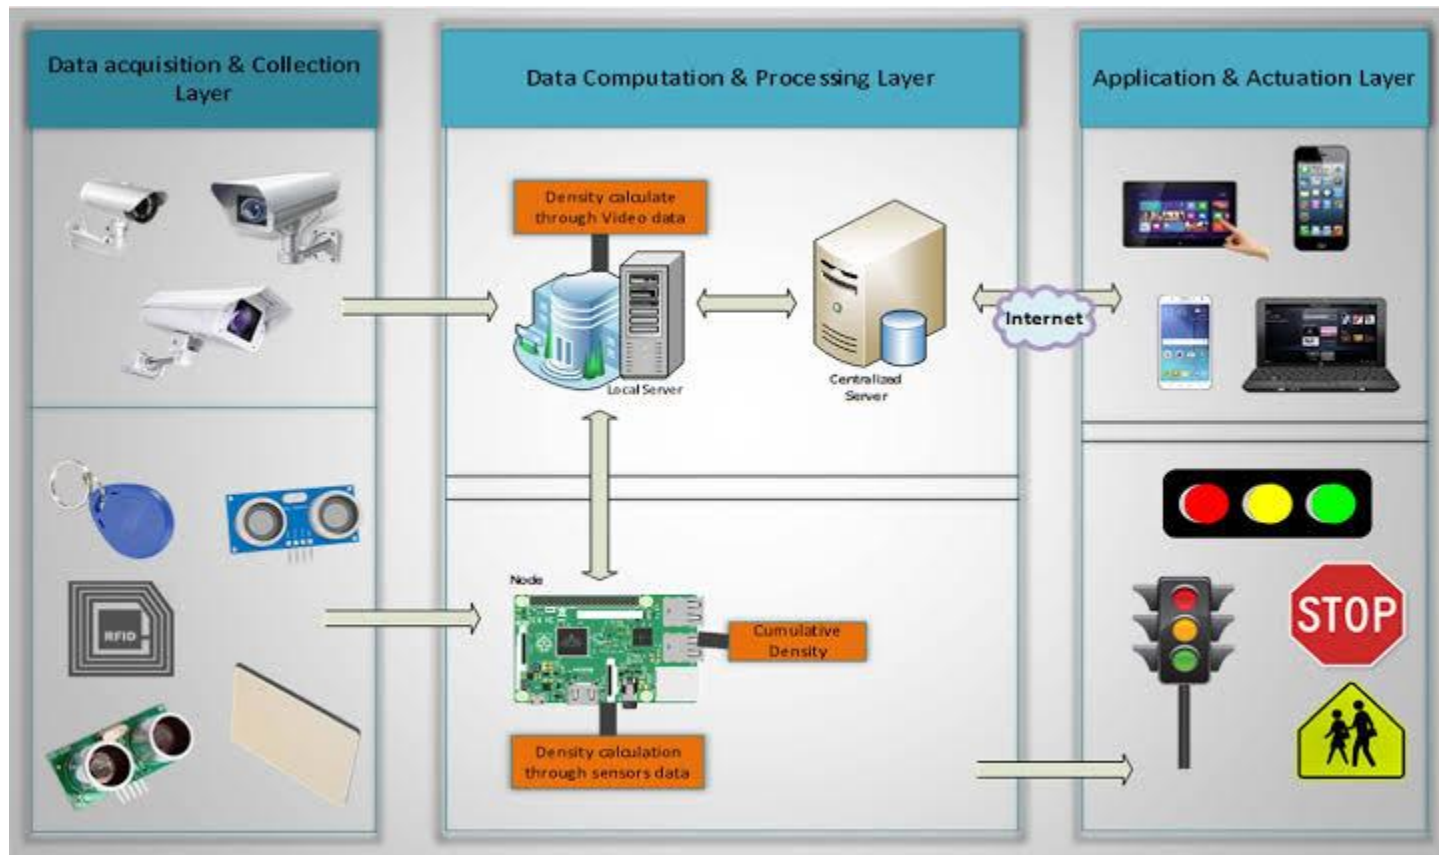 Data acquisition & Collection
Layer
Data Computation & Processing Layer
Application & Actuation Layer
Density calculate
through Video data
Local Server
Centralized
Server
Internet
Node
Cumulative
Density
Density calculation
through sensors data
RFID
STOP